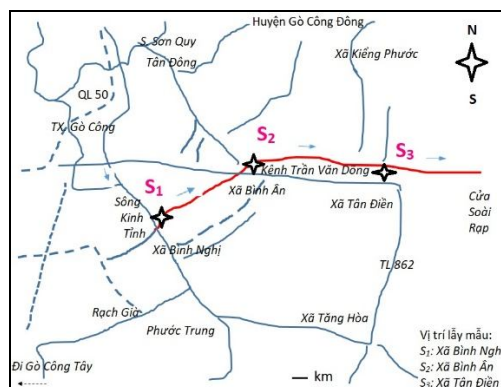 Huyện Gò Công Đông
S. Sơn Quy
Tân Đông
Xã Kiểng Phước
N
S
QL 50
TX. Gò Công
S2
S3
S1
Kênh Trần Văn Dõng
Xã Bình Ân
Xã Tân Điền
Cửa
Soài
Rạp
Sông
Kinh
Tỉnh
Xã Bình Nghị
TL 862
Rạch Già
Phước Trung
Xã Tăng Hòa
Vị trí lấy mẫu:
S1: Xã Bình Ngh
S2: Xã Bình Ân
S3: Xã Tân Điền
Đi Gò Công Tây
km